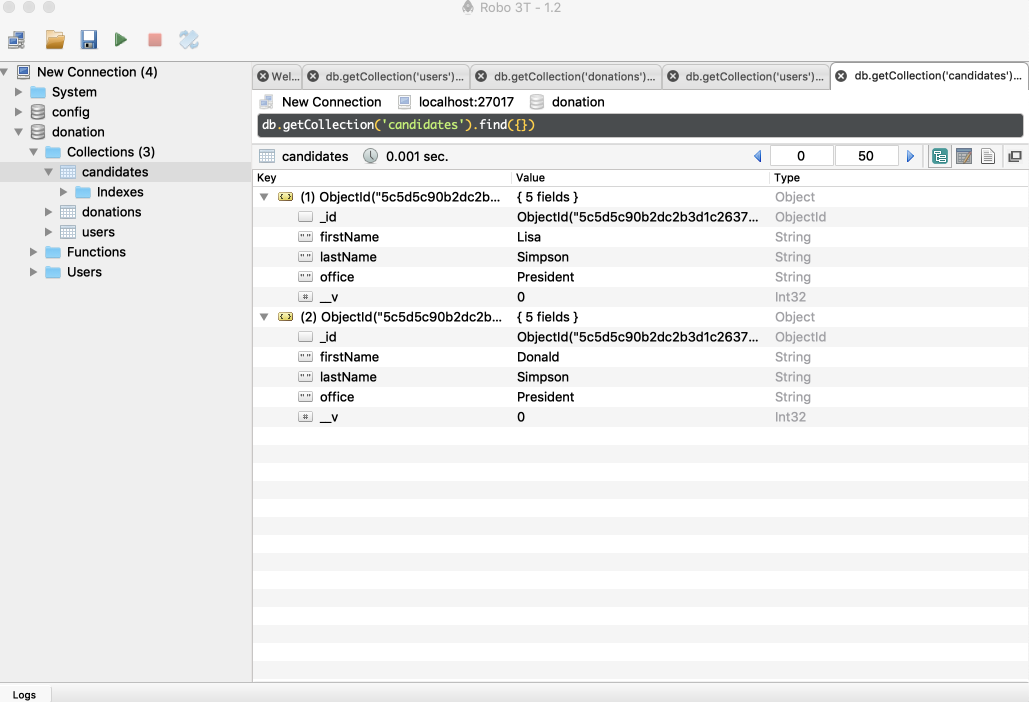 Robo 3T - 1.2
New Connection (4)
System
config
donation
Collections (3)
candidates
Indexes
donations
users
Functions
Users
Wel...
db.getCollection('users')...
db.getCollection('donations')...
db.getCollection('users')...
db.getCollection('candidates')...
New Connection localhost:27017 donation
db.getCollection('candidates').find({})
candidates 0.001 sec. 0 50
Key Value Type
(1) ObjectId("5c5d5c90b2dc2b... { 5 fields } Object
_id ObjectId("5c5d5c90b2dc2b3d1c2637... ObjectId
"" firstName Lisa String
"" lastName Simpson String
"" office President String
# __v 0 Int32
(2) ObjectId("5c5d5c90b2dc2b... { 5 fields } Object
_id ObjectId("5c5d5c90b2dc2b3d1c2637... ObjectId
"" firstName Donald String
"" lastName Simpson String
"" office President String
# __v 0 Int32
Logs